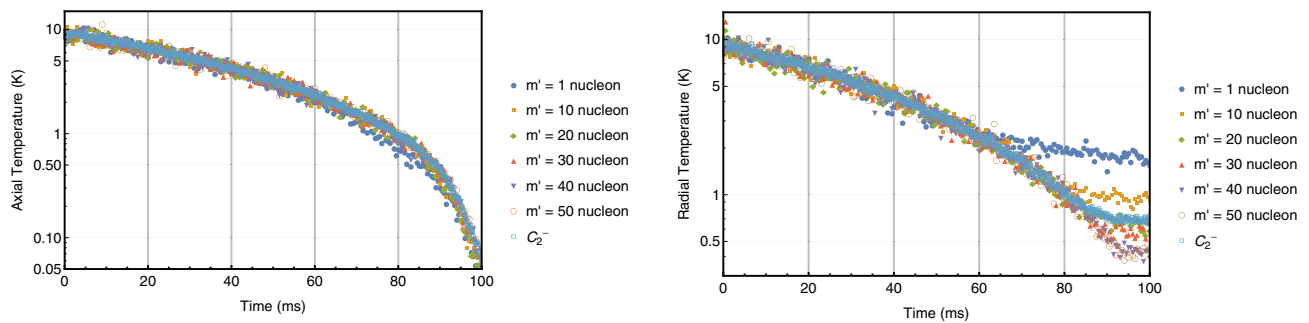 10
5
1
0.50
0.10
0.05
0
20
40
60
80
100
Axial Temperature (K)
Time (ms)
m' = 1 nucleon
m' = 10 nucleon
m' = 20 nucleon
m' = 30 nucleon
m' = 40 nucleon
m' = 50 nucleon
C₂⁻
10
5
1
0.5
0
20
40
60
80
100
Radial Temperature (K)
Time (ms)
m' = 1 nucleon
m' = 10 nucleon
m' = 20 nucleon
m' = 30 nucleon
m' = 40 nucleon
m' = 50 nucleon
C₂⁻